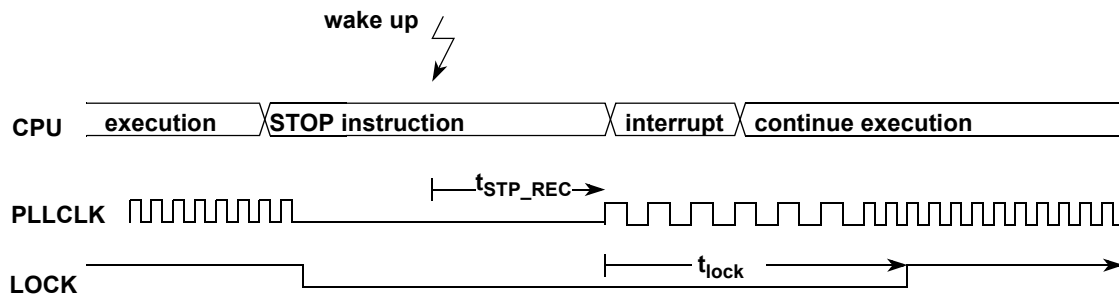 wake up
CPU execution STOP instruction interrupt continue execution
tSTP_REC
PLLCLK
tlock
LOCK